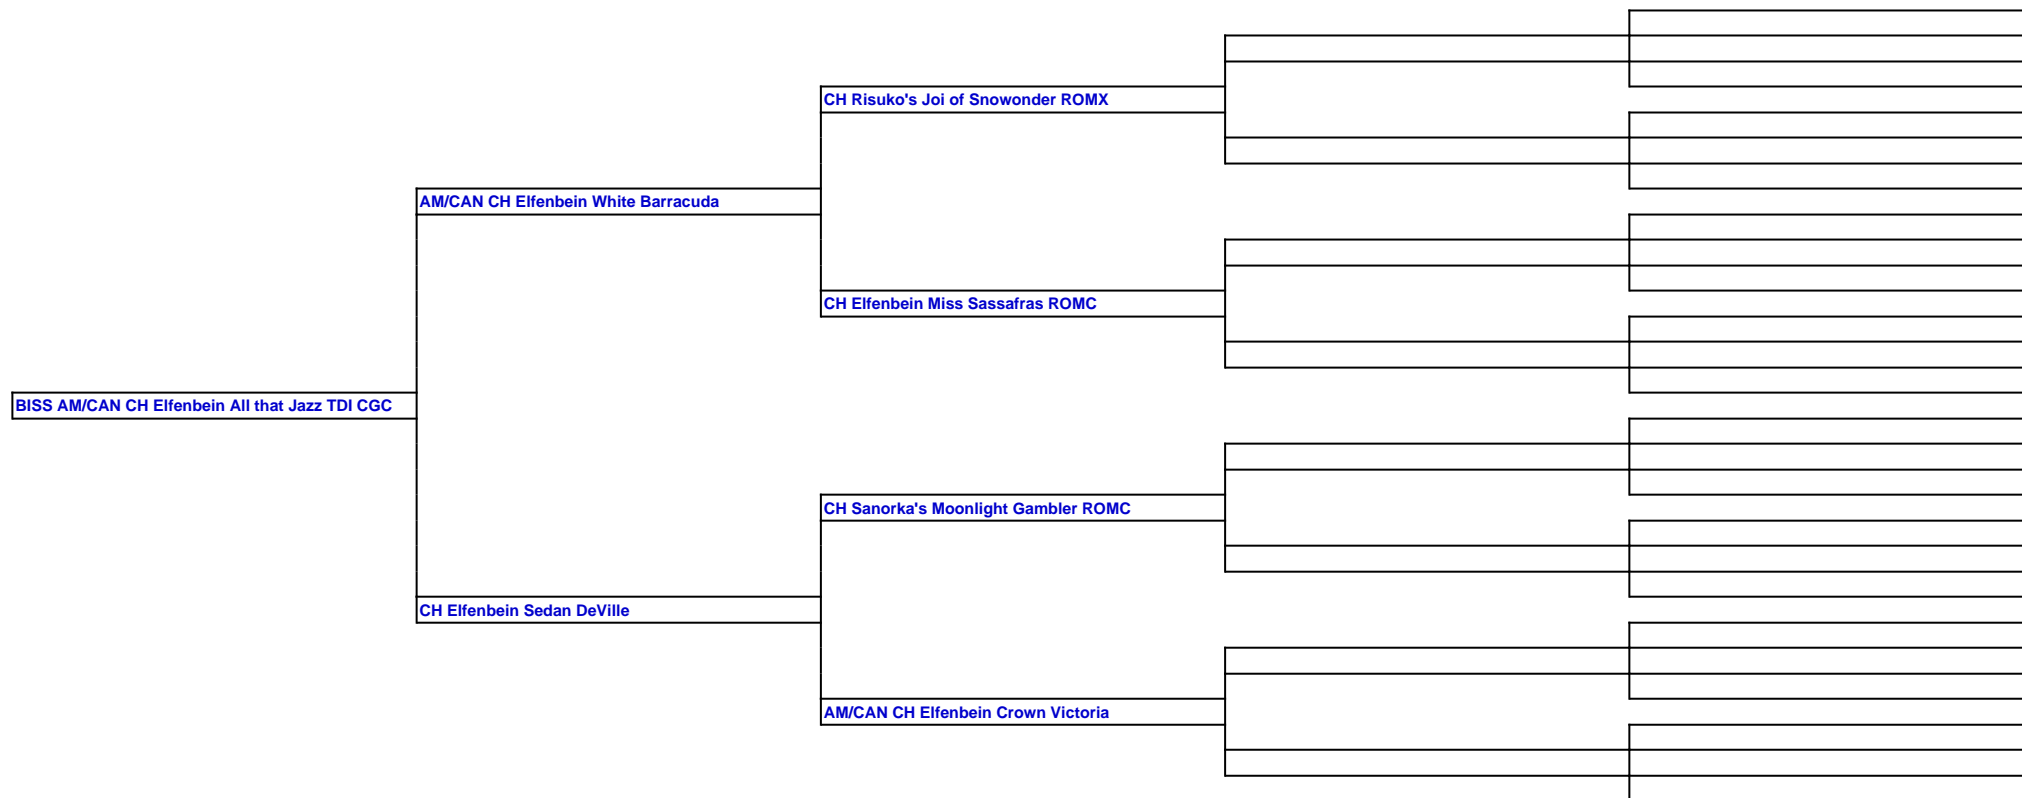 CH Risuko's Joi of Snowonder ROMX
AM/CAN CH Elfenbein White Barracuda
CH Elfenbein Miss Sassafras ROMC
BISS AM/CAN CH Elfenbein All that Jazz TDI CGC
CH Sanorka's Moonlight Gambler ROMC
CH Elfenbein Sedan DeVille
AM/CAN CH Elfenbein Crown Victoria